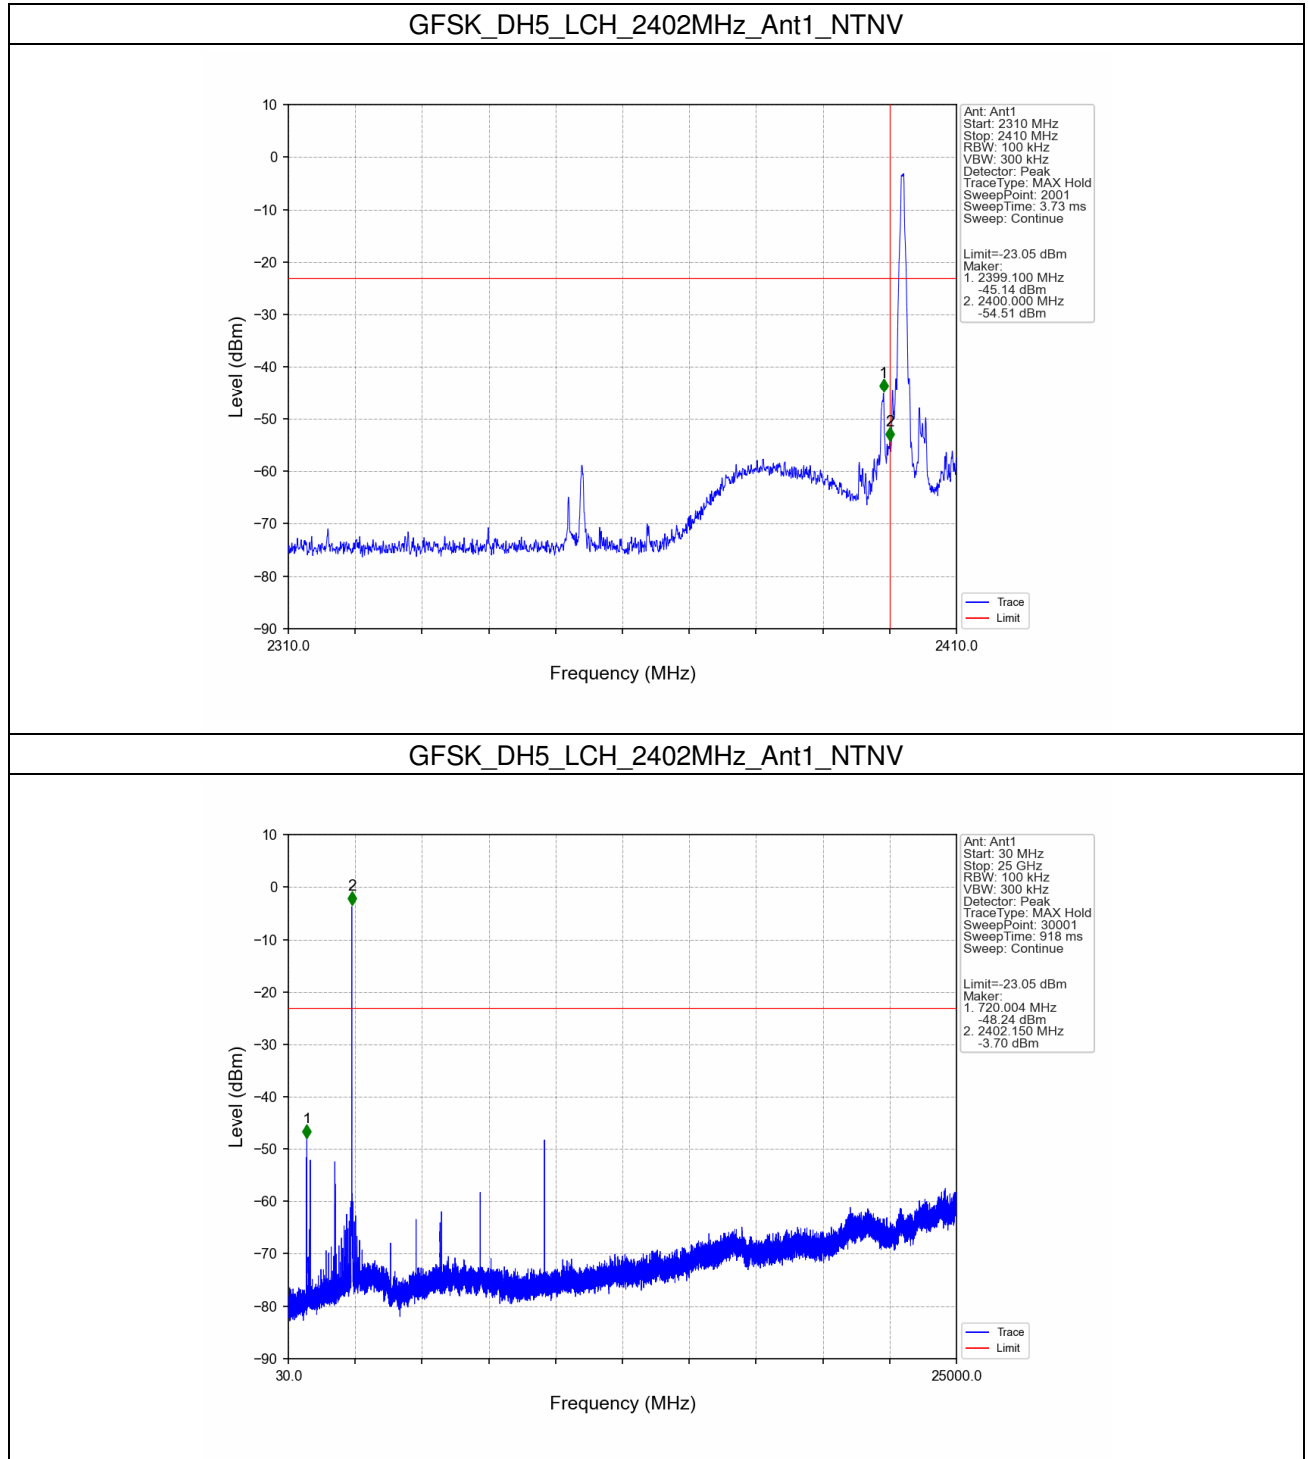 GFSK_DH5_LCH_2402MHz_Ant1_NTNV
10
0
−10
−20
−30
−40
−50
−60
−70
−80
−90
Level (dBm)
2310.0
2410.0
Frequency (MHz)
1
2
Ant: Ant1
Start: 2310 MHz
Stop: 2410 MHz
RBW: 100 kHz
VBW: 300 kHz
Detector: Peak
TraceType: MAX Hold
SweepPoint: 2001
SweepTime: 3.73 ms
Sweep: Continue
Limit=-23.05 dBm
Maker:
1. 2399.100 MHz
-45.14 dBm
2. 2400.000 MHz
-54.51 dBm
Trace
Limit
GFSK_DH5_LCH_2402MHz_Ant1_NTNV
10
0
−10
−20
−30
−40
−50
−60
−70
−80
−90
Level (dBm)
30.0
25000.0
Frequency (MHz)
1
2
Ant: Ant1
Start: 30 MHz
Stop: 25 GHz
RBW: 100 kHz
VBW: 300 kHz
Detector: Peak
TraceType: MAX Hold
SweepPoint: 30001
SweepTime: 918 ms
Sweep: Continue
Limit=-23.05 dBm
Maker:
1. 720.004 MHz
-48.24 dBm
2. 2402.150 MHz
-3.70 dBm
Trace
Limit